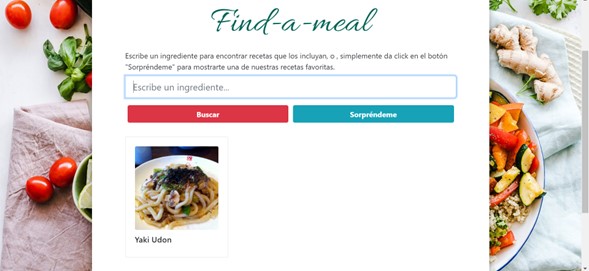 Find-a-meal
Escribe un ingrediente para encontrar recetas que los incluyan, o , simplemente da click en el botón
"Sorpréndeme" para mostrarte una de nuestras recetas favoritas.
Escribe un ingrediente...
Buscar
Sorpréndeme
Yaki Udon